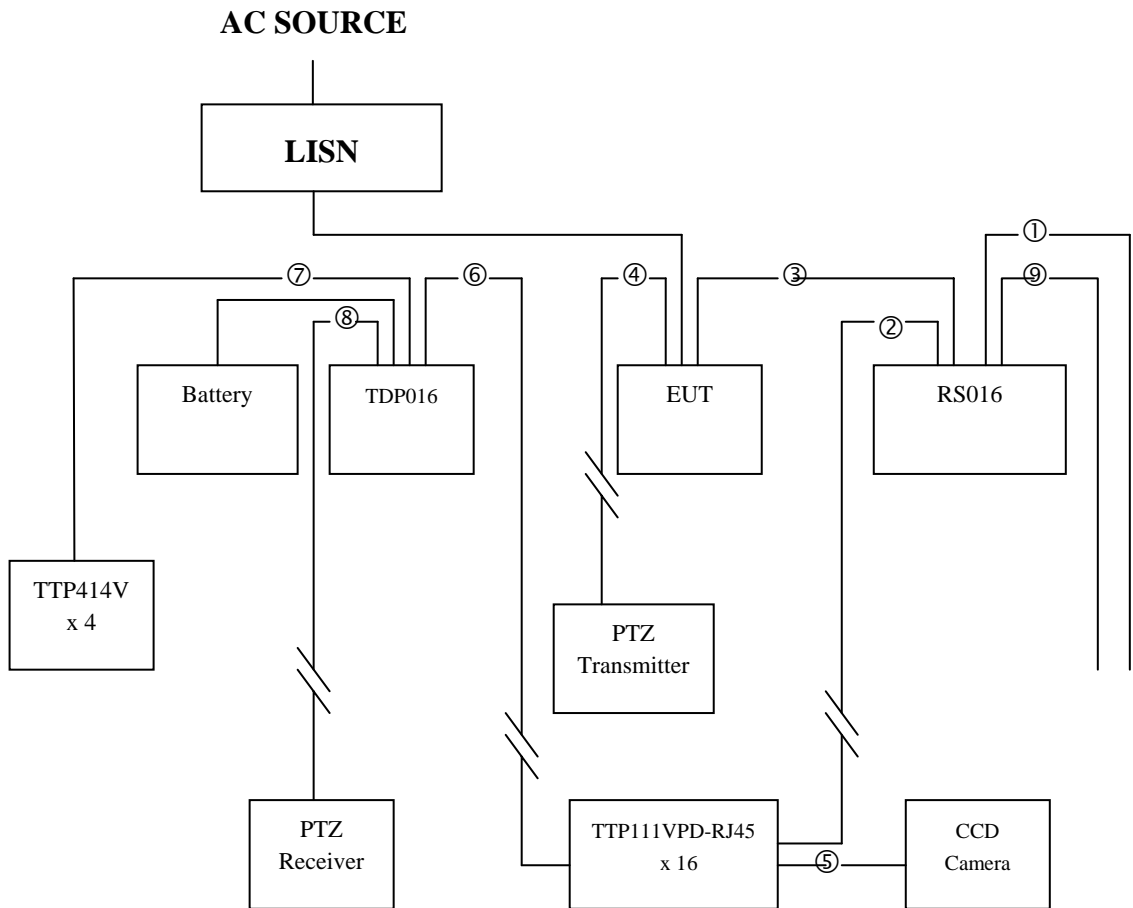 AC SOURCE
LISN
①
⑦
⑥
④
③
⑨
⑧
②
Battery
TDP016
EUT
RS016
TTP414V
x 4
PTZ
Transmitter
PTZ
Receiver
TTP111VPD-RJ45
x 16
⑤
CCD
Camera